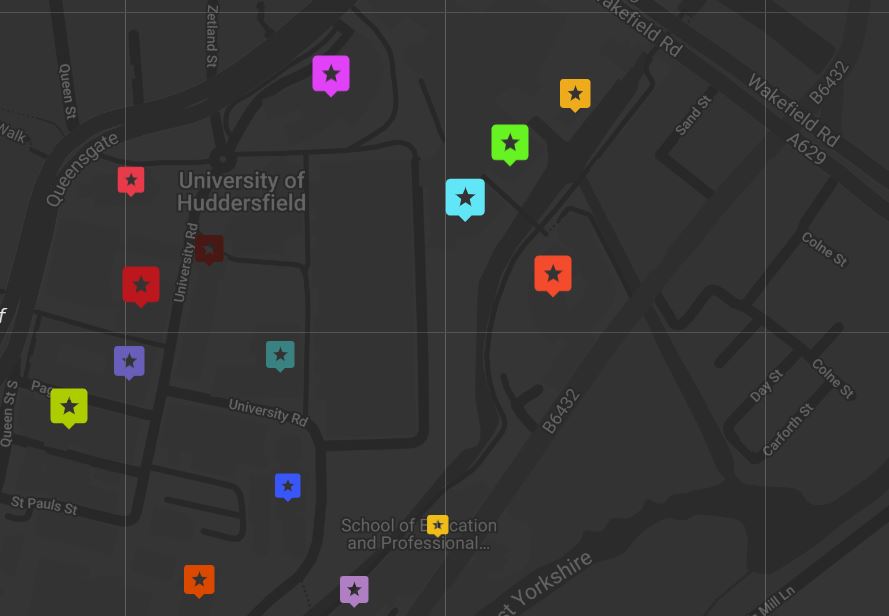 Zetland St
Wakefield Rd
Queen St
Wakefield Rd
B6432
Sand St
A629
Walk
Queensgate
University of
Huddersfield
University Rd
Colne St
f
Queen St S
Pag
University Rd
B6432
Day St
Colne St
Carforth St
St Pauls St
School of E cation
and Professional...
st Yorkshire
Mill Ln